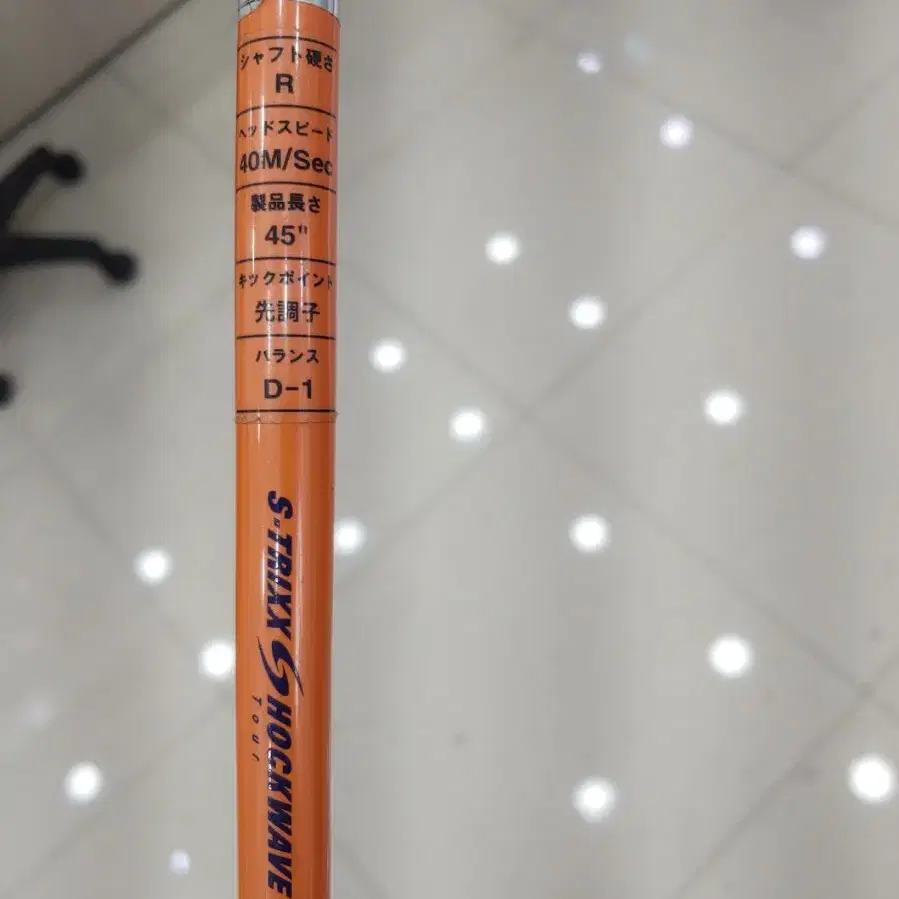 シャフト硬さ
R
ヘッドスピード
40M/Sec
製品長さ
45"
キックポイント
先調子
バランス
D-1
S-TRIXX SHOCKWAVE
Tour